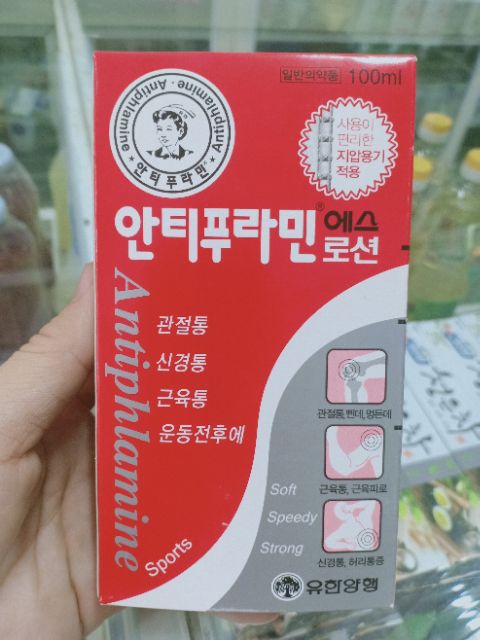 일반의약품 100ml
Antiphlamine · Antiphlamine
안티푸라민
사용이
편리한
지압용기
적용
안티푸라민® 에스
로션
Antiphlamine
관절통
신경통
근육통
운동전후에
관절통, 삔데, 멍든데
근육통, 근육피로
신경통, 허리통증
Soft
Speedy
Strong
Sports
유한양행